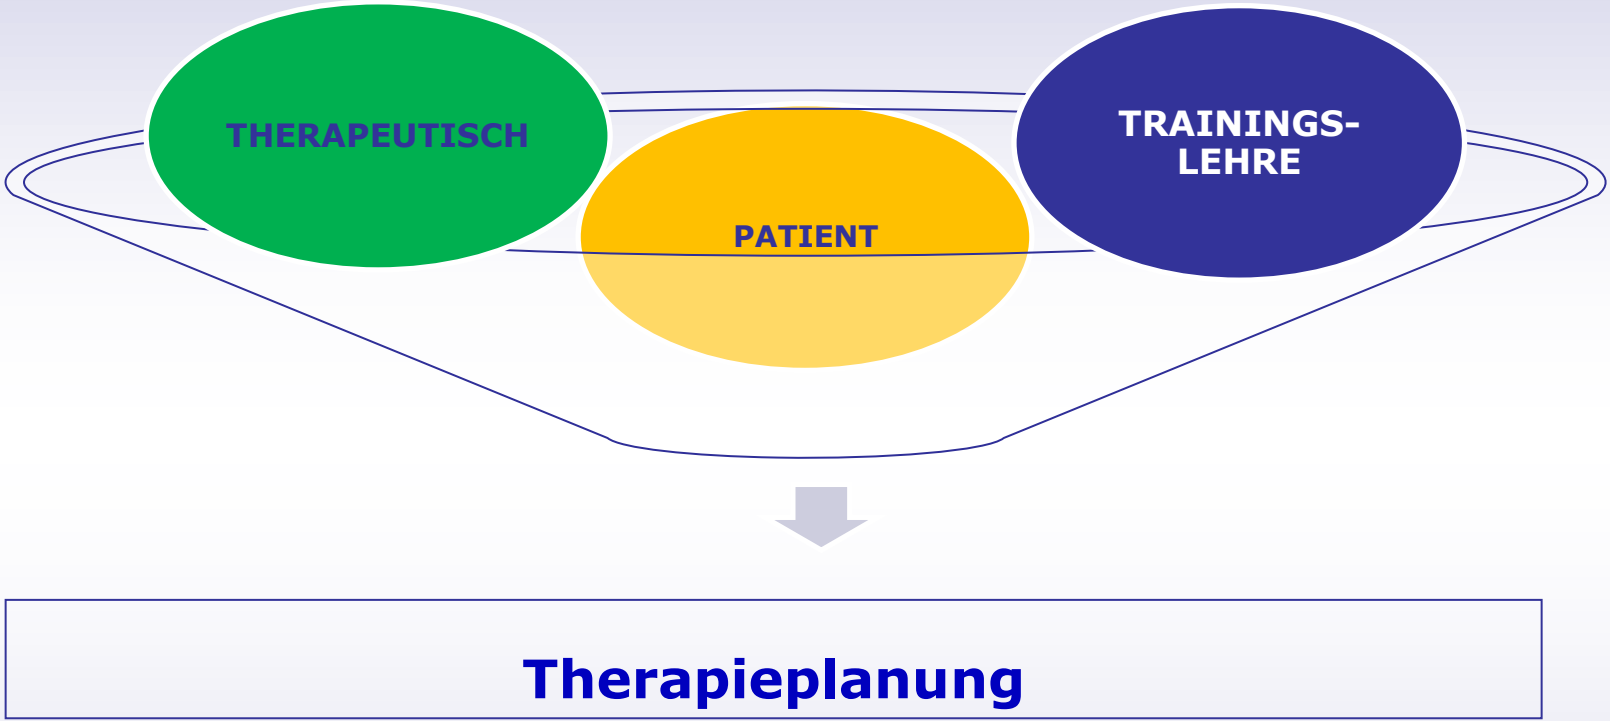 THERAPEUTISCH
TRAININGS-
LEHRE
PATIENT
Therapieplanung